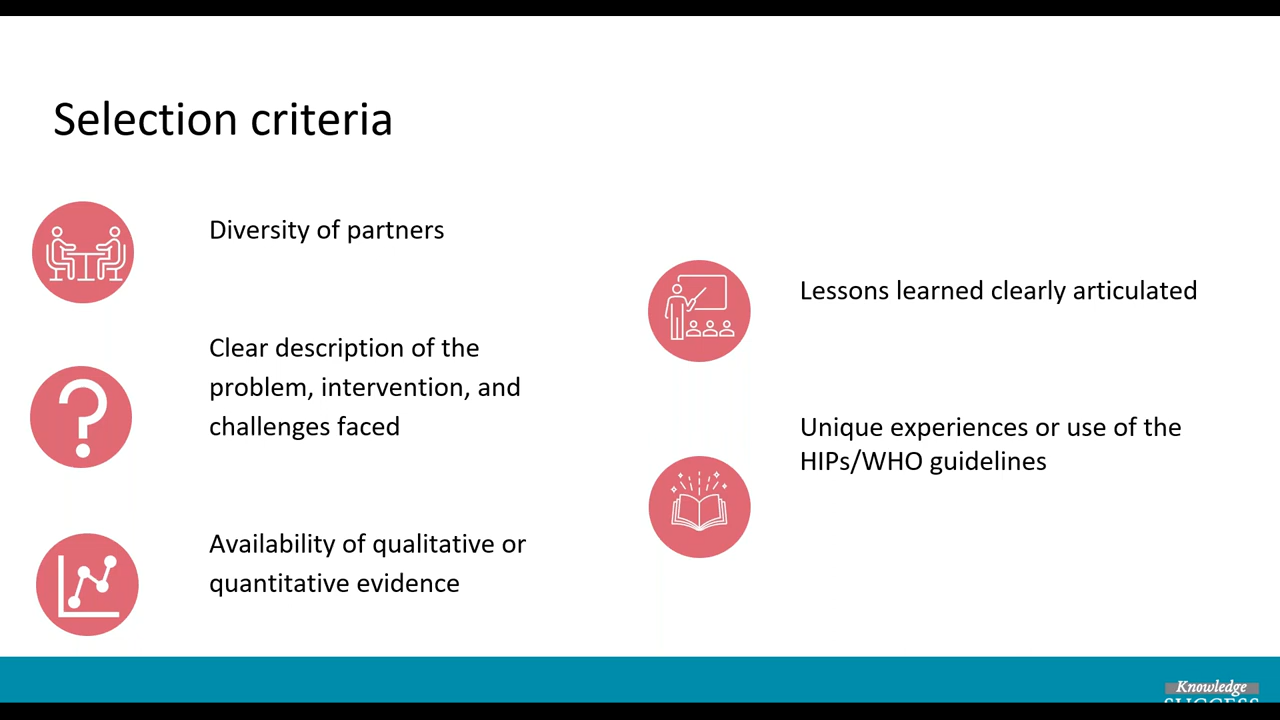 Selection criteria
Diversity of partners
Clear description of the
problem, intervention, and
challenges faced
Availability of qualitative or
quantitative evidence
Lessons learned clearly articulated
Unique experiences or use of the
HIPs/WHO guidelines
Knowledge
SUCCESS